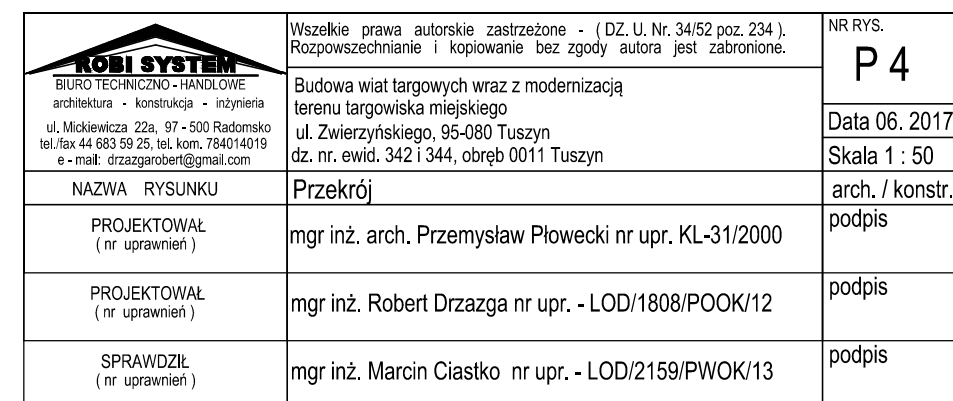 ROBI SYSTEM
BIURO TECHNICZNO - HANDLOWE
architektura - konstrukcja - inżynieria
ul. Mickiewicza 22a, 97 - 500 Radomsko
tel./fax 44 683 59 25, tel. kom. 784014019
e - mail: drzazgarobert@gmail.com
Wszelkie prawa autorskie zastrzeżone - ( DZ. U. Nr. 34/52 poz. 234 ).
Rozpowszechnianie i kopiowanie bez zgody autora jest zabronione.
Budowa wiat targowych wraz z modernizacją
terenu targowiska miejskiego
ul. Zwierzyńskiego, 95-080 Tuszyn
dz. nr. ewid. 342 i 344, obręb 0011 Tuszyn
NR RYS.
P 4
Data 06. 2017
Skala 1 : 50
NAZWA RYSUNKU
Przekrój
arch. / konstr.
PROJEKTOWAŁ
( nr uprawnień )
mgr inż. arch. Przemysław Płowecki nr upr. KL-31/2000
podpis
PROJEKTOWAŁ
( nr uprawnień )
mgr inż. Robert Drzazga nr upr. - LOD/1808/POOK/12
podpis
SPRAWDZIŁ
( nr uprawnień )
mgr inż. Marcin Ciastko nr upr. - LOD/2159/PWOK/13
podpis